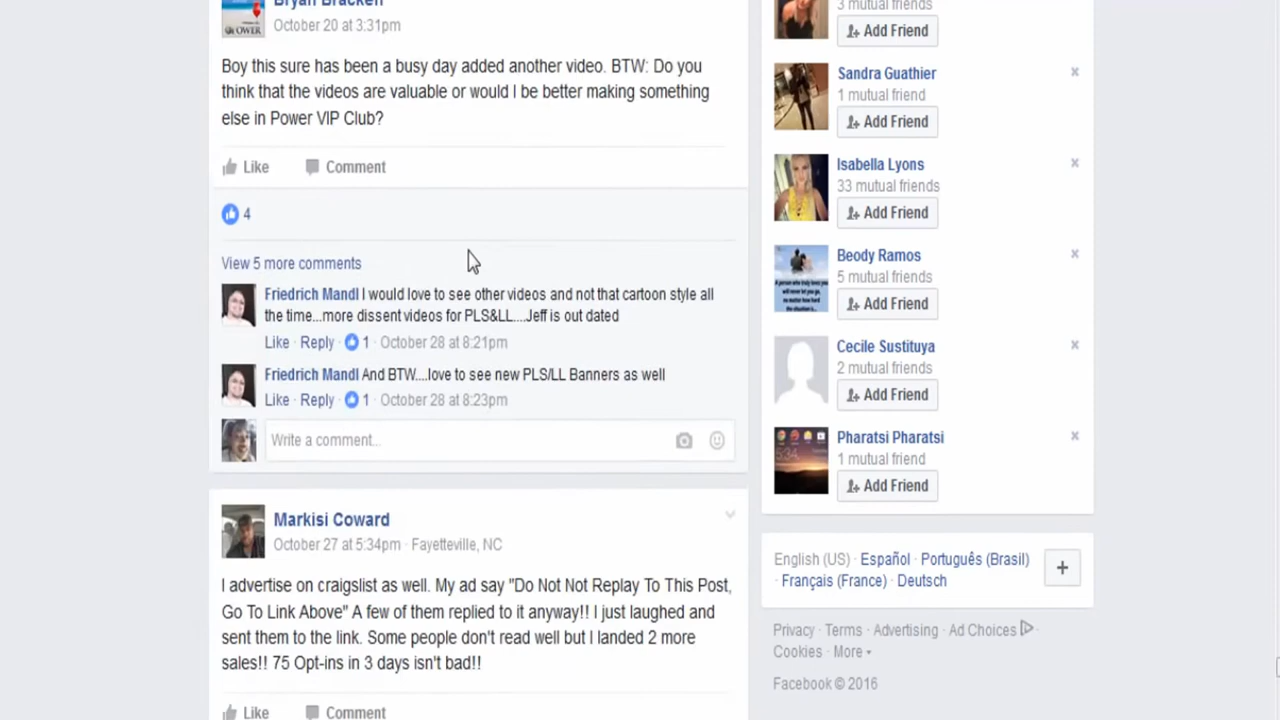 Bryan Bracken
October 20 at 3:31pm
Boy this sure has been a busy day added another video. BTW: Do you
think that the videos are valuable or would I be better making something
else in Power VIP Club?
Like Comment
4
View 5 more comments
Friedrich Mandl I would love to see other videos and not that cartoon style all
the time...more dissent videos for PLS&LL....Jeff is out dated
Like · Reply · 1 · October 28 at 8:21pm
Friedrich Mandl And BTW....love to see new PLS/LL Banners as well
Like · Reply · 1 · October 28 at 8:23pm
Write a comment...
Markisi Coward
October 27 at 5:34pm · Fayetteville, NC
I advertise on craigslist as well. My ad say "Do Not Not Replay To This Post,
Go To Link Above" A few of them replied to it anyway!! I just laughed and
sent them to the link. Some people don't read well but I landed 2 more
sales!! 75 Opt-ins in 3 days isn't bad!!
Like Comment
3 mutual friends
Add Friend
Sandra Guathier
1 mutual friend
Add Friend
Isabella Lyons
33 mutual friends
Add Friend
Beody Ramos
5 mutual friends
Add Friend
Cecile Sustituya
2 mutual friends
Add Friend
Pharatsi Pharatsi
1 mutual friend
Add Friend
English (US) · Español · Português (Brasil)
· Français (France) · Deutsch
Privacy · Terms · Advertising · Ad Choices ·
Cookies · More
Facebook © 2016